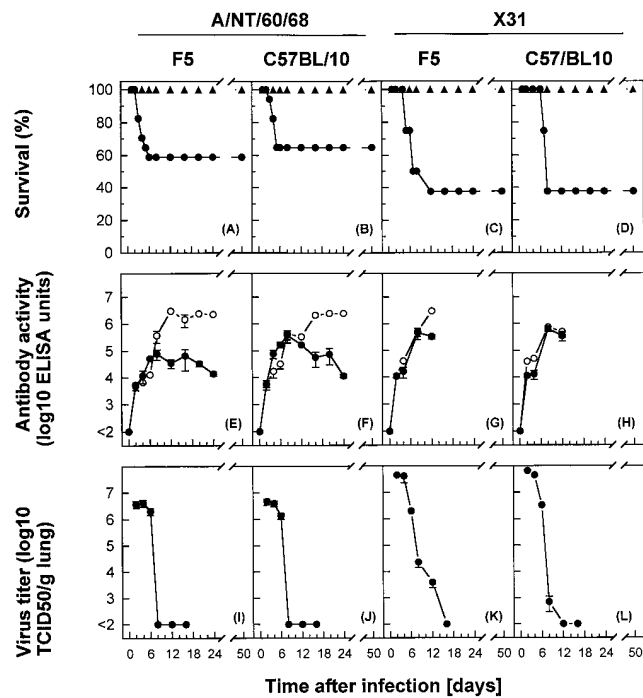 A/NT/60/68 X31
F5 C57BL/10 F5 C57/BL10
Survival (%)
100
80
60
40
20
0
(A) (B) (C) (D)
Antibody activity
(log10 ELISA units)
7
6
5
4
3
<2
(E) (F) (G) (H)
Virus titer (log10
TCID50/g lung)
7
6
5
4
3
<2
(I) (J) (K) (L)
0 6 12 18 24 50 0 6 12 18 24 50 0 6 12 18 24 50 0 6 12 18 24 50
Time after infection [days]